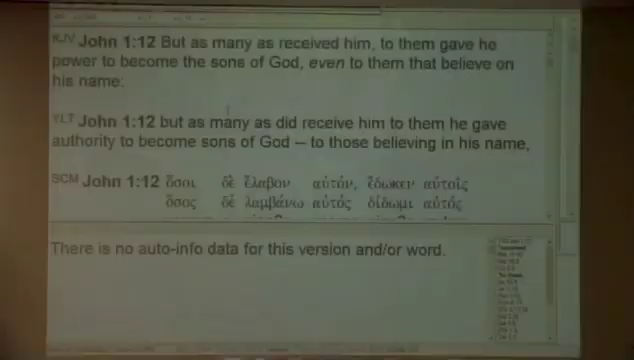 KJV John 1:12 But as many as received him, to them gave he
power to become the sons of God, even to them that believe on
his name:
YLT John 1:12 but as many as did receive him to them he gave
authority to become sons of God -- to those believing in his name,
SCM John 1:12 ὅσοι δὲ ἔλαβον αὐτόν, ἔδωκεν αὐτοῖς
ὅσος δέ λαμβάνω αὐτός δίδωμι αὐτός
There is no auto-info data for this version and/or word.